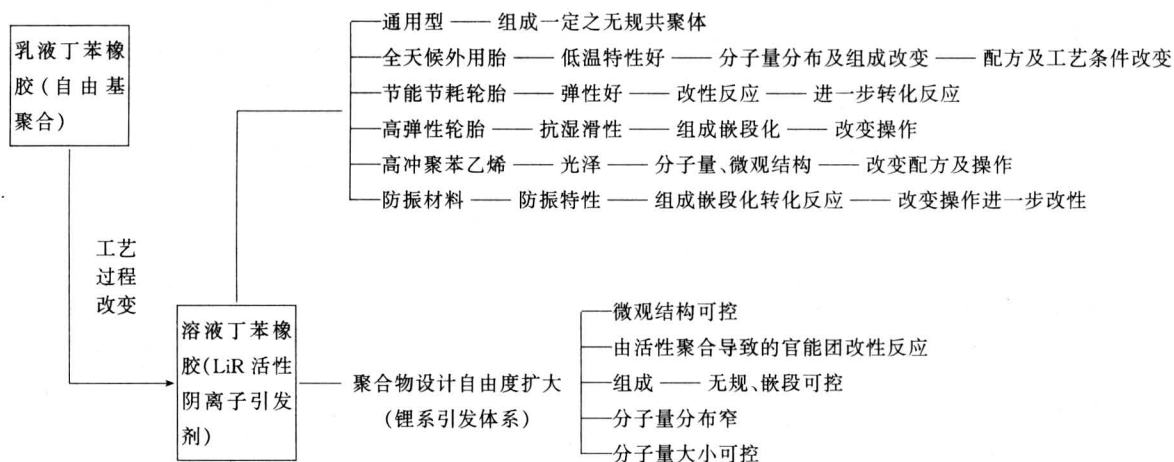 乳液丁苯橡
胶(自由基
聚合)
通用型 —— 组成一定之无规共聚体
全天候外用胎 —— 低温特性好 —— 分子量分布及组成改变 —— 配方及工艺条件改变
节能节耗轮胎 —— 弹性好 —— 改性反应 —— 进一步转化反应
高弹性轮胎 —— 抗湿滑性 —— 组成嵌段化 —— 改变操作
高冲聚苯乙烯 —— 光泽 —— 分子量、微观结构 —— 改变配方及操作
防振材料 —— 防振特性 —— 组成嵌段化转化反应 —— 改变操作进一步改性
工艺
过程
改变
溶液丁苯橡
胶(LiR 活性
阴离子引发
剂)
聚合物设计自由度扩大
(锂系引发体系)
微观结构可控
由活性聚合导致的官能团改性反应
组成 —— 无规、嵌段可控
分子量分布窄
分子量大小可控